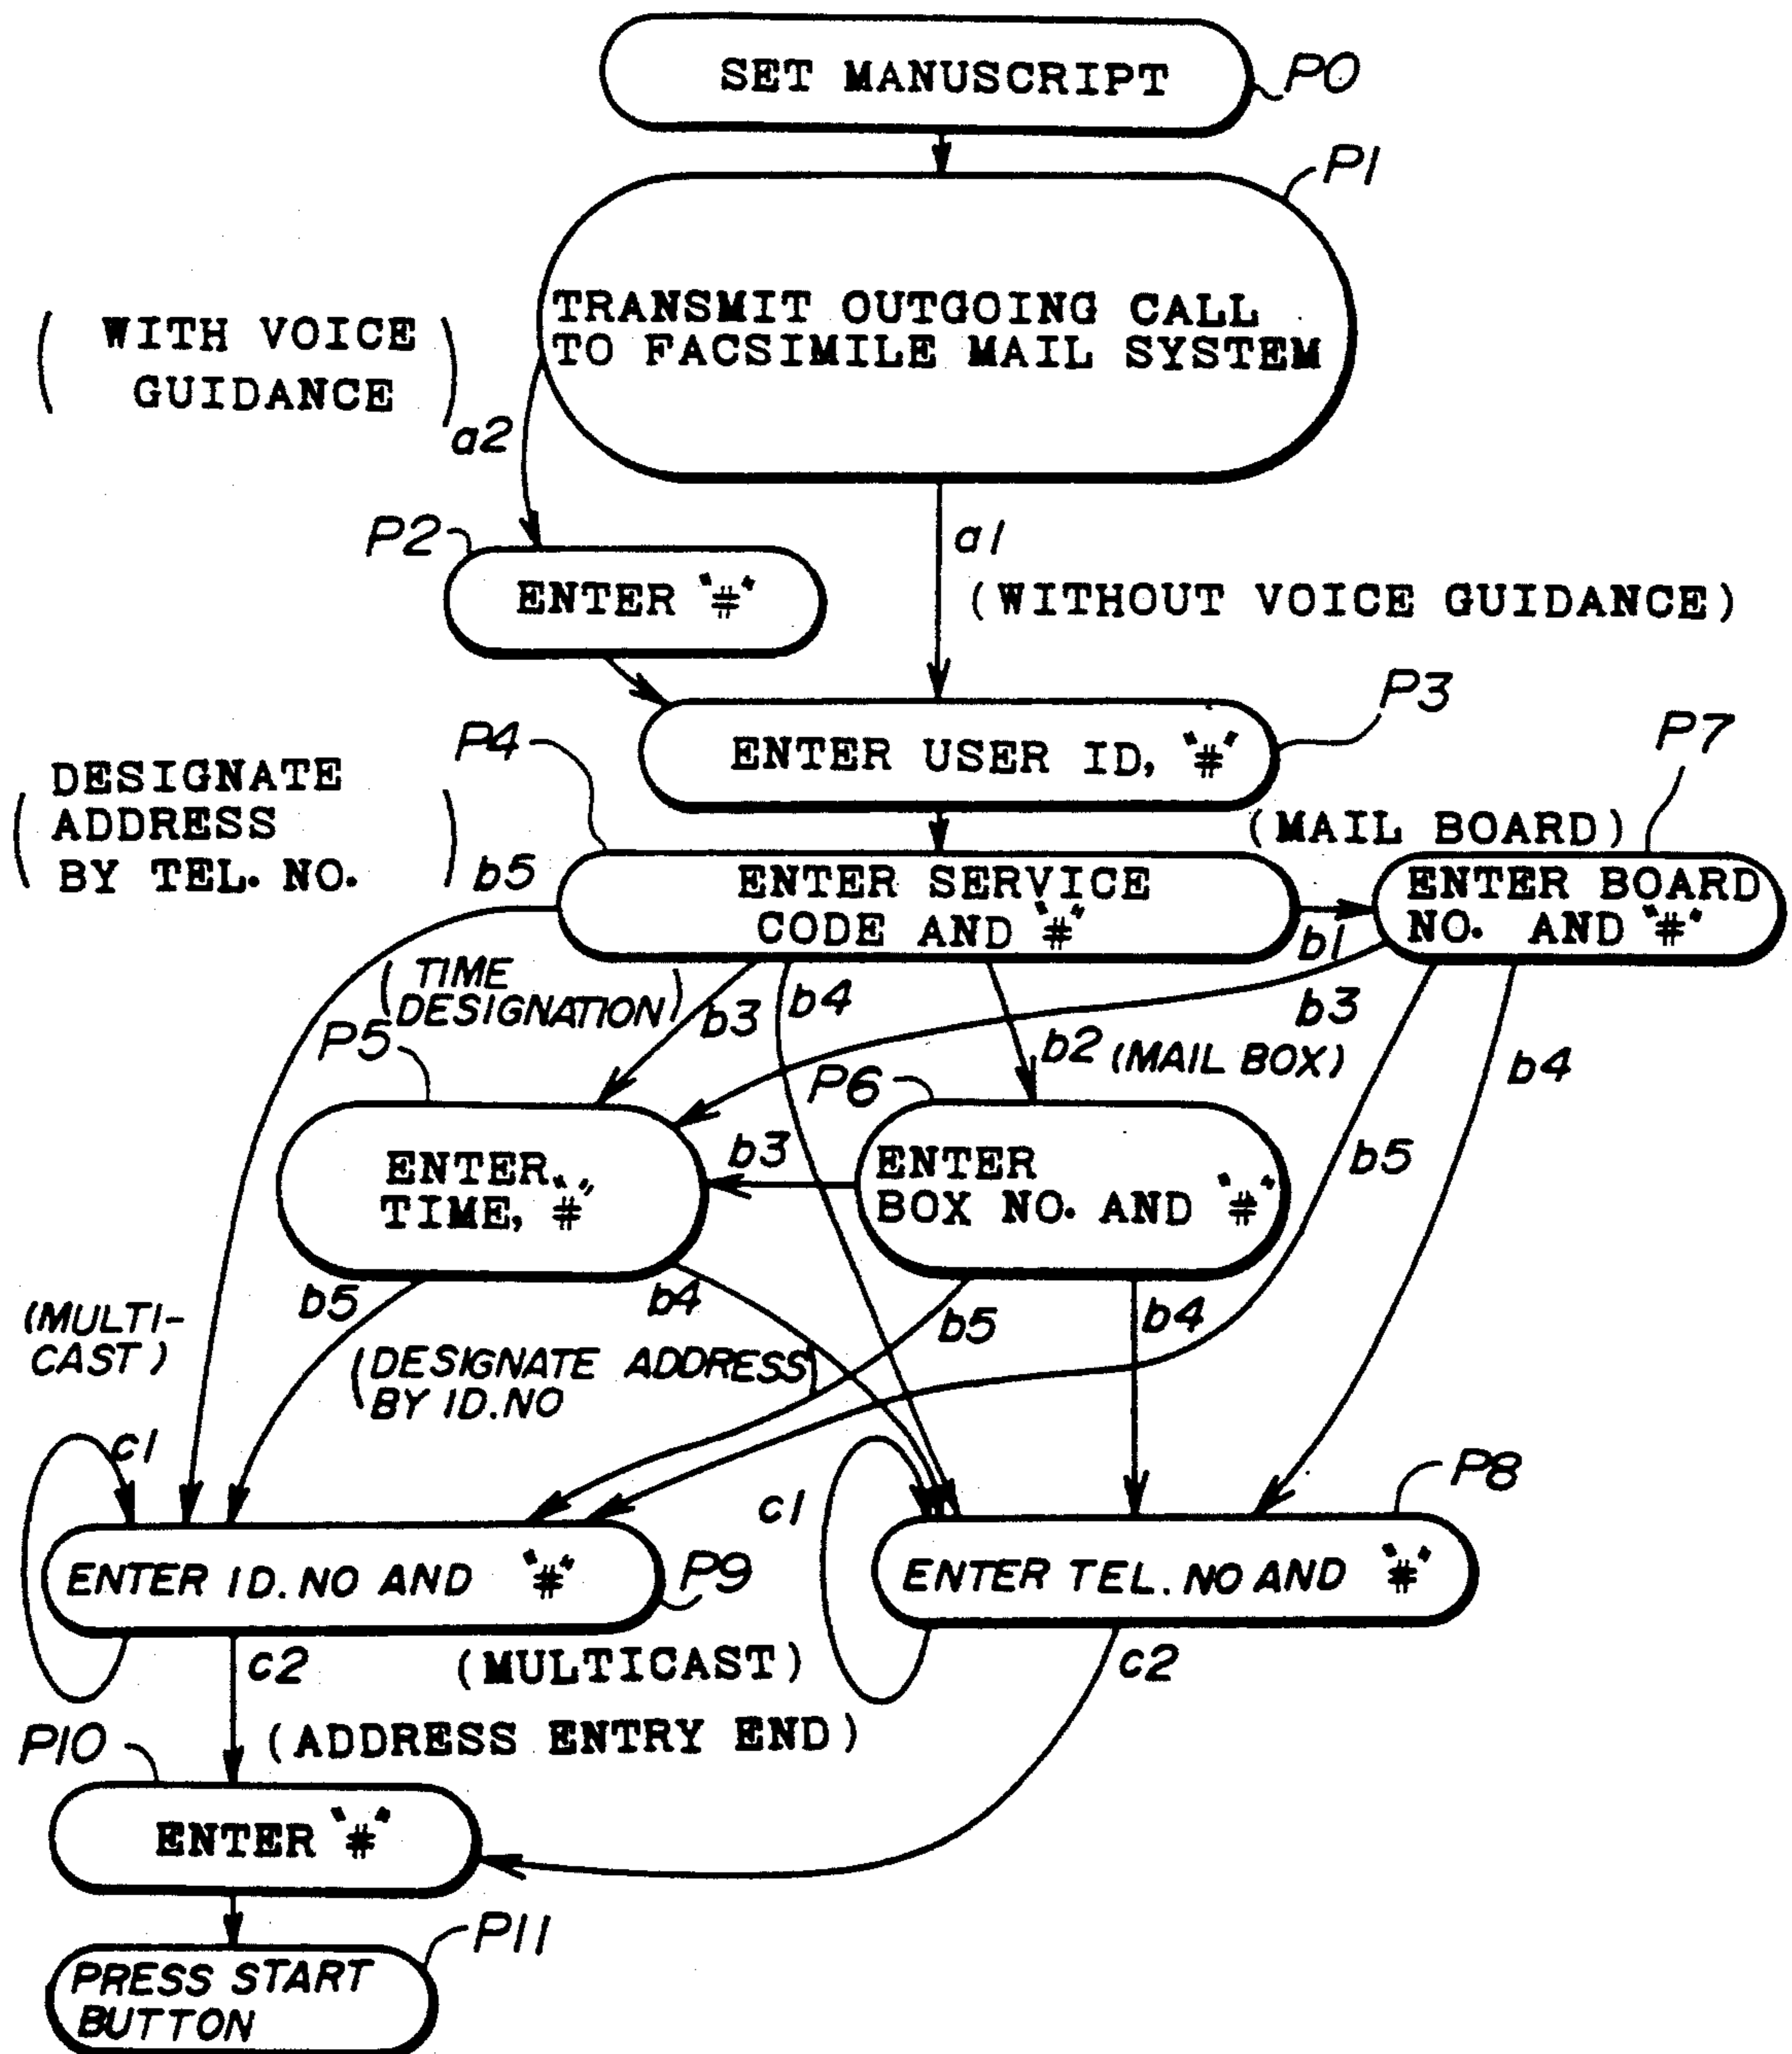 SET MANUSCRIPT
P0
P1
TRANSMIT OUTGOING CALL
TO FACSIMILE MAIL SYSTEM
( WITH VOICE
GUIDANCE )
a2
P2
ENTER "#"
a1
(WITHOUT VOICE GUIDANCE)
P3
ENTER USER ID, "#"
P4
P7
( DESIGNATE
ADDRESS
BY TEL. NO. )
b5
(MAIL BOARD)
ENTER SERVICE
CODE AND "#"
b1
ENTER BOARD
NO. AND "#"
(TIME
DESIGNATION)
b3
b4
b3
P5
b2 (MAIL BOX)
b4
P6
ENTER
TIME, "#"
b3
ENTER
BOX NO. AND "#"
b5
b5
b4
b5
b4
(MULTI-
CAST)
(DESIGNATE ADDRESS
BY ID.NO)
c1
c1
P8
ENTER ID.NO AND "#"
P9
ENTER TEL. NO AND "#"
c2
(MULTICAST)
c2
P10
(ADDRESS ENTRY END)
ENTER "#"
P11
PRESS START
BUTTON